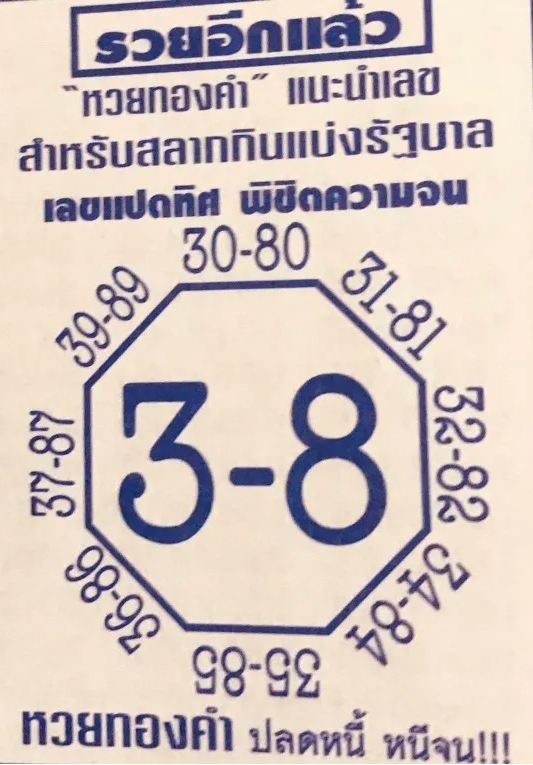 รวยอีกแล้ว
"หวยทองคำ" แนะนำเลข
สำหรับสลากกินแบ่งรัฐบาล
เลขแปดทิศ พิชิตความจน
30-80
31-81
32-82
34-84
35-85
36-86
37-87
39-89
3-8
หวยทองคำ ปลดหนี้ หนีจน!!!